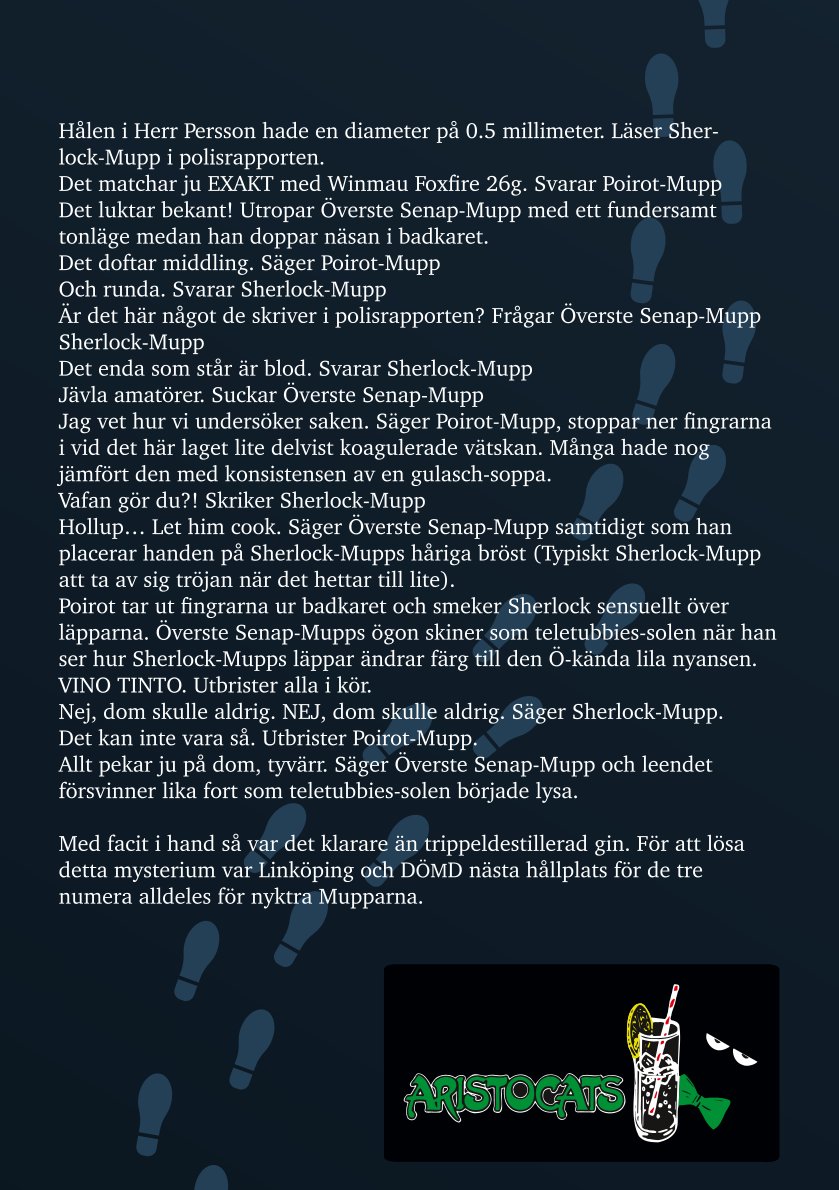 Hålen i Herr Persson hade en diameter på 0.5 millimeter. Läser Sher-
lock-Mupp i polisrapporten.
Det matchar ju EXAKT med Winmau Foxfire 26g. Svarar Poirot-Mupp
Det luktar bekant! Utropar Överste Senap-Mupp med ett fundersamt
tonläge medan han doppar näsan i badkaret.
Det doftar middling. Säger Poirot-Mupp
Och runda. Svarar Sherlock-Mupp
Är det här något de skriver i polisrapporten? Frågar Överste Senap-Mupp
Sherlock-Mupp
Det enda som står är blod. Svarar Sherlock-Mupp
Jävla amatörer. Suckar Överste Senap-Mupp
Jag vet hur vi undersöker saken. Säger Poirot-Mupp, stoppar ner fingrarna
i vid det här laget lite delvist koagulerade vätskan. Många hade nog
jämfört den med konsistensen av en gulasch-soppa.
Vafan gör du?! Skriker Sherlock-Mupp
Hollup… Let him cook. Säger Överste Senap-Mupp samtidigt som han
placerar handen på Sherlock-Mupps håriga bröst (Typiskt Sherlock-Mupp
att ta av sig tröjan när det hettar till lite).
Poirot tar ut fingrarna ur badkaret och smeker Sherlock sensuellt över
läpparna. Överste Senap-Mupps ögon skiner som teletubbies-solen när han
ser hur Sherlock-Mupps läppar ändrar färg till den Ö-kända lila nyansen.
VINO TINTO. Utbrister alla i kör.
Nej, dom skulle aldrig. NEJ, dom skulle aldrig. Säger Sherlock-Mupp.
Det kan inte vara så. Utbrister Poirot-Mupp.
Allt pekar ju på dom, tyvärr. Säger Överste Senap-Mupp och leendet
försvinner lika fort som teletubbies-solen började lysa.

Med facit i hand så var det klarare än trippeldestillerad gin. För att lösa
detta mysterium var Linköping och DÖMD nästa hållplats för de tre
numera alldeles för nyktra Mupparna.
ARISTOCATS